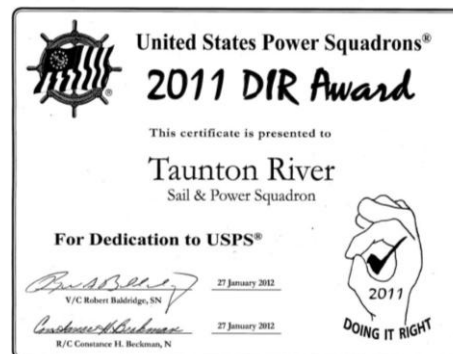 United States Power Squadrons®
2011 DIR Award
This certificate is presented to
Taunton River
Sail & Power Squadron
For Dedication to USPS®
27 January 2012
V/C Robert Baldridge, SN
27 January 2012
R/C Constance H. Beckman, N
2011
DOING IT RIGHT